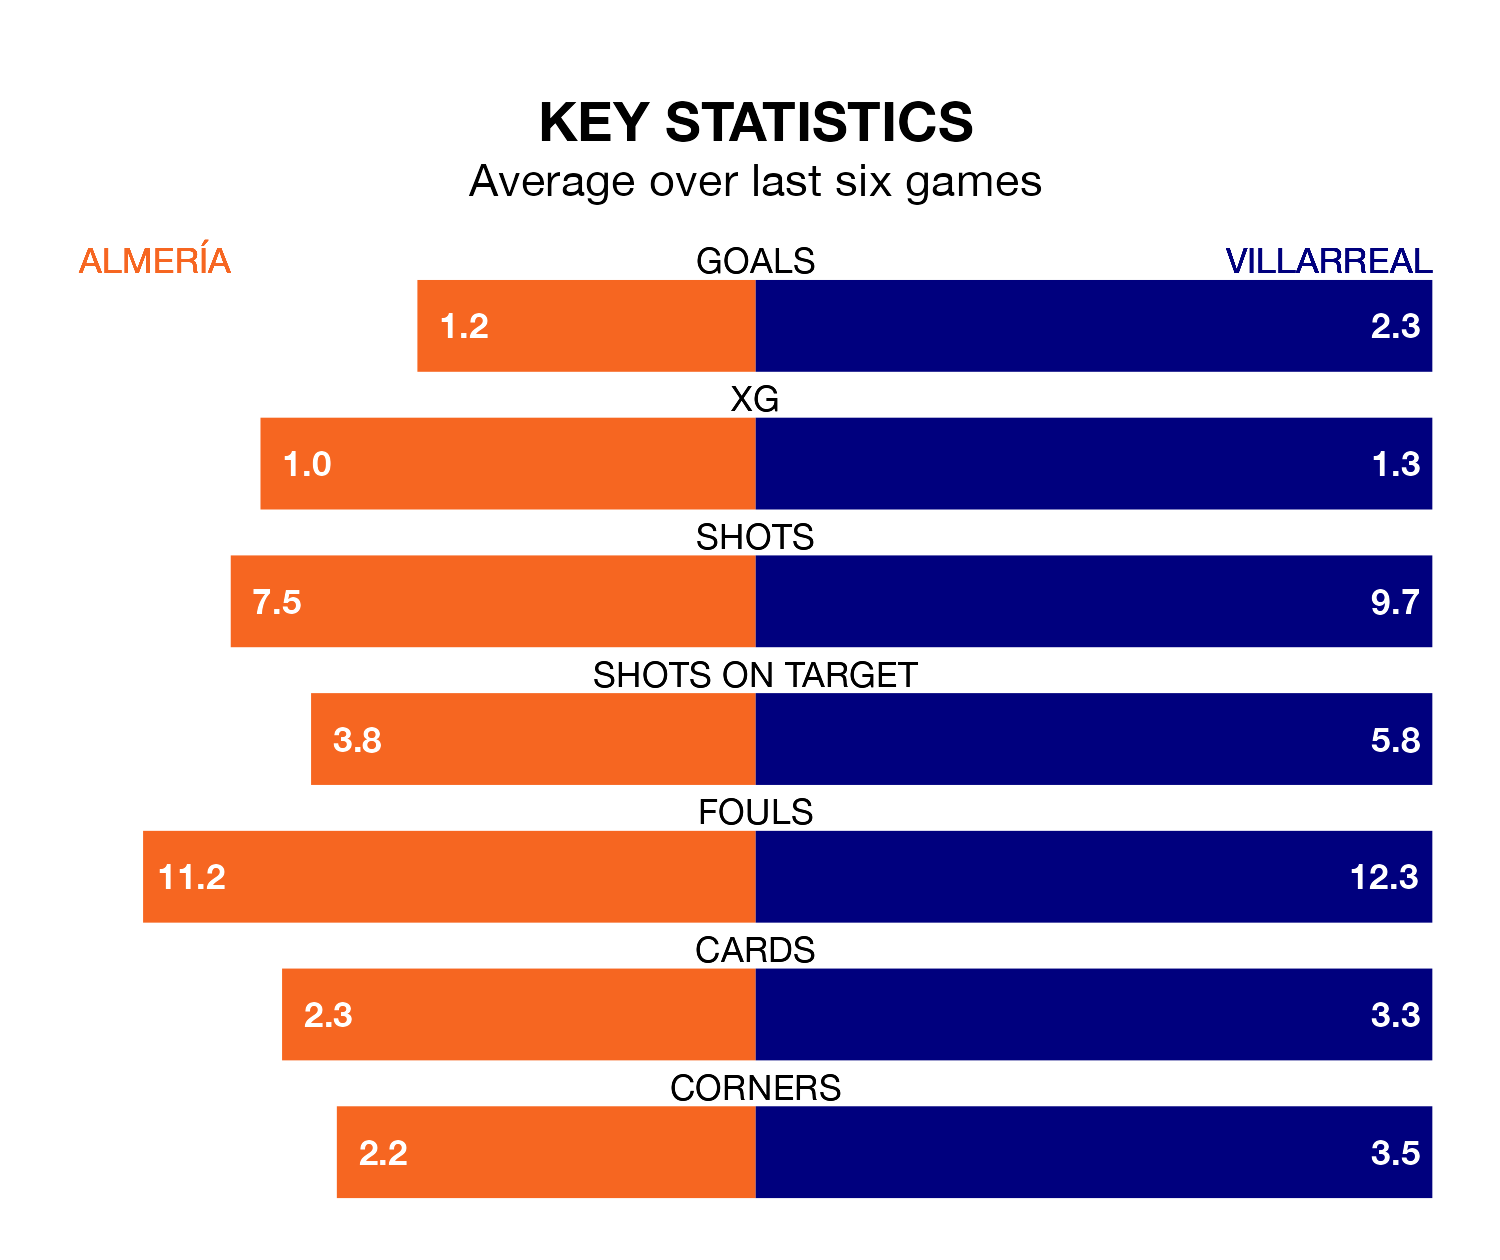 KEY STATISTICS
Average over last six games
ALMERÍA GOALS VILLARREAL
1.2 2.3
XG
1.0 1.3
SHOTS
7.5 9.7
SHOTS ON TARGET
3.8 5.8
FOULS
11.2 12.3
CARDS
2.3 3.3
CORNERS
2.2 3.5